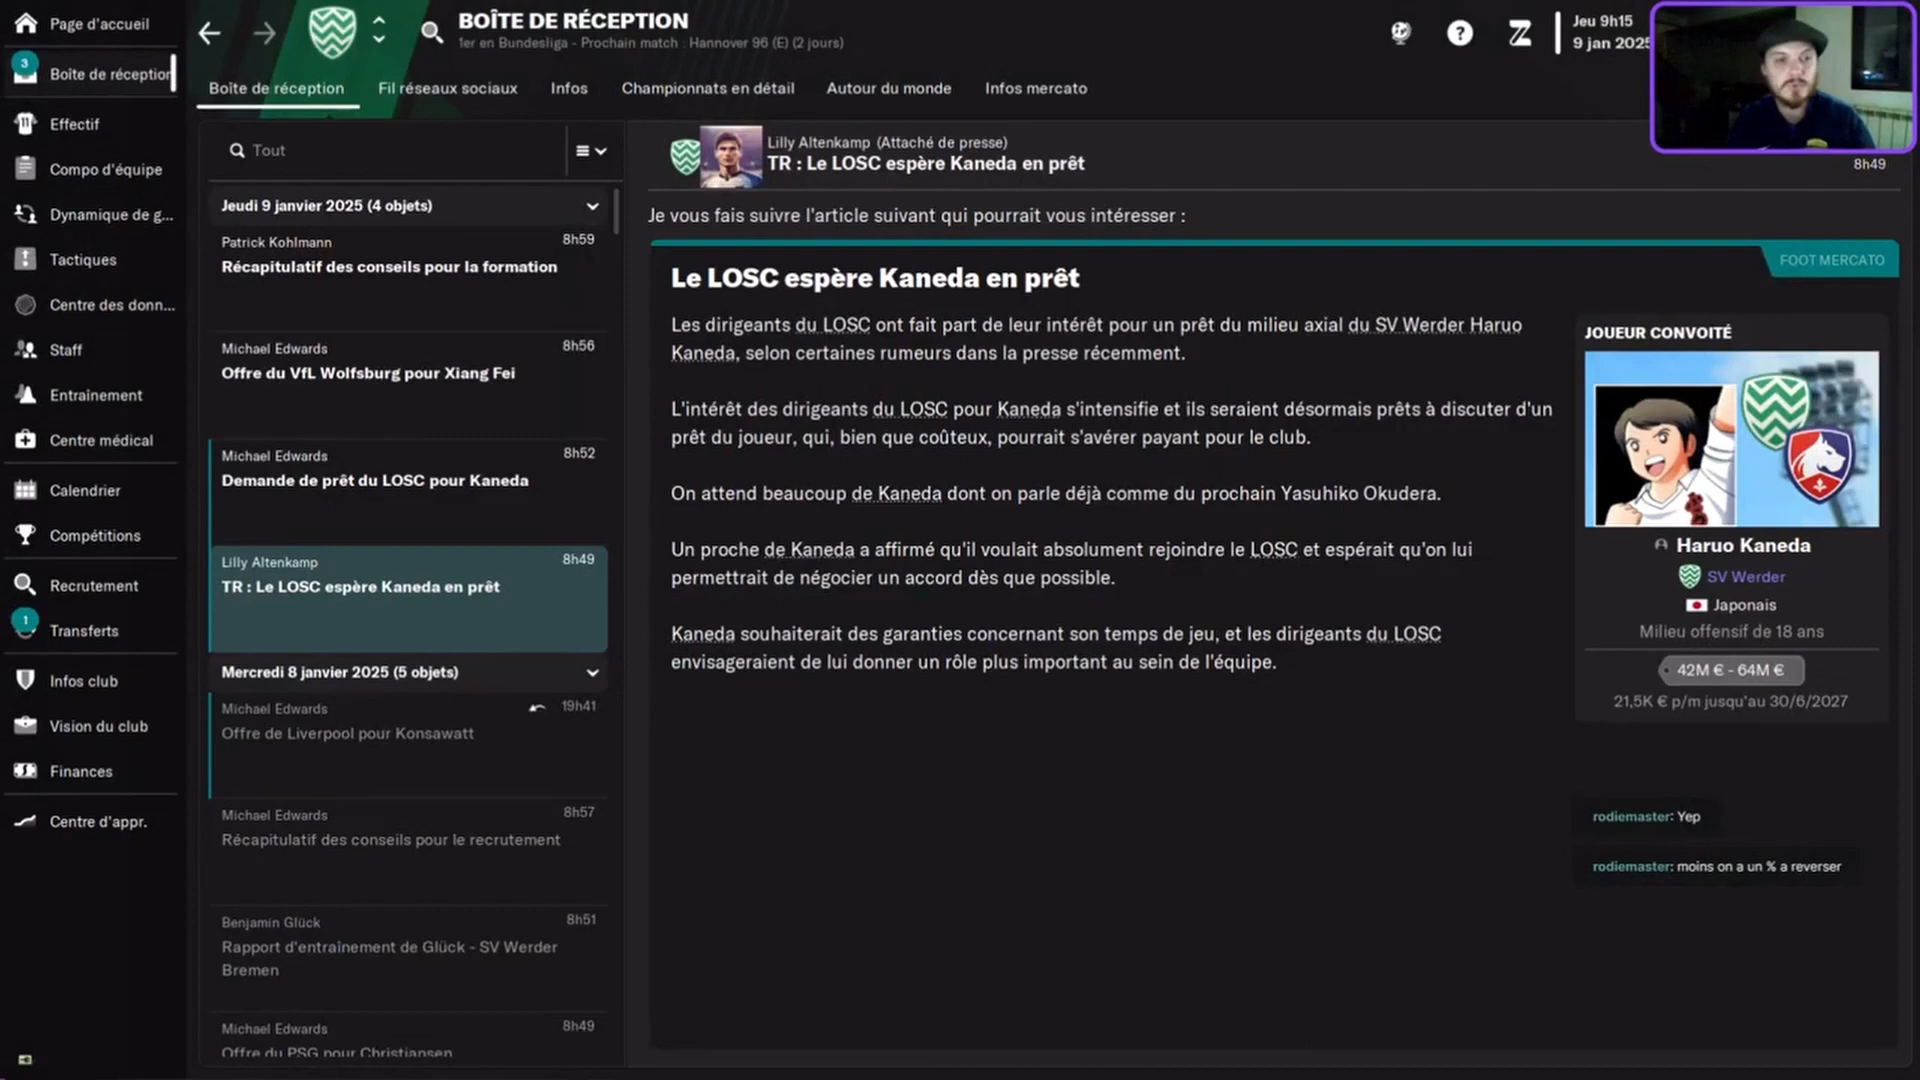 Page d'accueil
3
Boîte de réception
Effectif
Compo d'équipe
Dynamique de g...
Tactiques
Centre des donn...
Staff
Entraînement
Centre médical
Calendrier
Compétitions
Recrutement
1
Transferts
Infos club
Vision du club
Finances
Centre d'appr.
BOÎTE DE RÉCEPTION
1er en Bundesliga - Prochain match : Hannover 96 (E) (2 jours)
Jeu 9h15
9 jan 2025
Boîte de réception
Fil réseaux sociaux
Infos
Championnats en détail
Autour du monde
Infos mercato
Tout
Jeudi 9 janvier 2025 (4 objets)
Patrick Kohlmann 8h59
Récapitulatif des conseils pour la formation
Michael Edwards 8h56
Offre du VfL Wolfsburg pour Xiang Fei
Michael Edwards 8h52
Demande de prêt du LOSC pour Kaneda
Lilly Altenkamp 8h49
TR : Le LOSC espère Kaneda en prêt
Mercredi 8 janvier 2025 (5 objets)
Michael Edwards 19h41
Offre de Liverpool pour Konsawatt
Michael Edwards 8h57
Récapitulatif des conseils pour le recrutement
Benjamin Glück 8h51
Rapport d'entraînement de Glück - SV Werder
Bremen
Michael Edwards 8h49
Offre du PSG pour Christiansen
Lilly Altenkamp (Attaché de presse)
TR : Le LOSC espère Kaneda en prêt
8h49
Je vous fais suivre l'article suivant qui pourrait vous intéresser :
FOOT MERCATO
Le LOSC espère Kaneda en prêt
Les dirigeants du LOSC ont fait part de leur intérêt pour un prêt du milieu axial du SV Werder Haruo
Kaneda, selon certaines rumeurs dans la presse récemment.
L'intérêt des dirigeants du LOSC pour Kaneda s'intensifie et ils seraient désormais prêts à discuter d'un
prêt du joueur, qui, bien que coûteux, pourrait s'avérer payant pour le club.
On attend beaucoup de Kaneda dont on parle déjà comme du prochain Yasuhiko Okudera.
Un proche de Kaneda a affirmé qu'il voulait absolument rejoindre le LOSC et espérait qu'on lui
permettrait de négocier un accord dès que possible.
Kaneda souhaiterait des garanties concernant son temps de jeu, et les dirigeants du LOSC
envisageraient de lui donner un rôle plus important au sein de l'équipe.
JOUEUR CONVOITÉ
Haruo Kaneda
SV Werder
Japonais
Milieu offensif de 18 ans
42M € - 64M €
21,5K € p/m jusqu'au 30/6/2027
rodiemaster: Yep
rodiemaster: moins on a un % a reverser